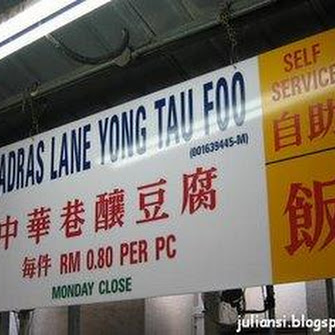 ADRAS LANE YONG TAU FOO
(001639445-M)
中華巷釀豆腐
每件 RM 0.80 PER PC
MONDAY CLOSE
SELF
SERVICE
自助
飯
juliansi.blogsp